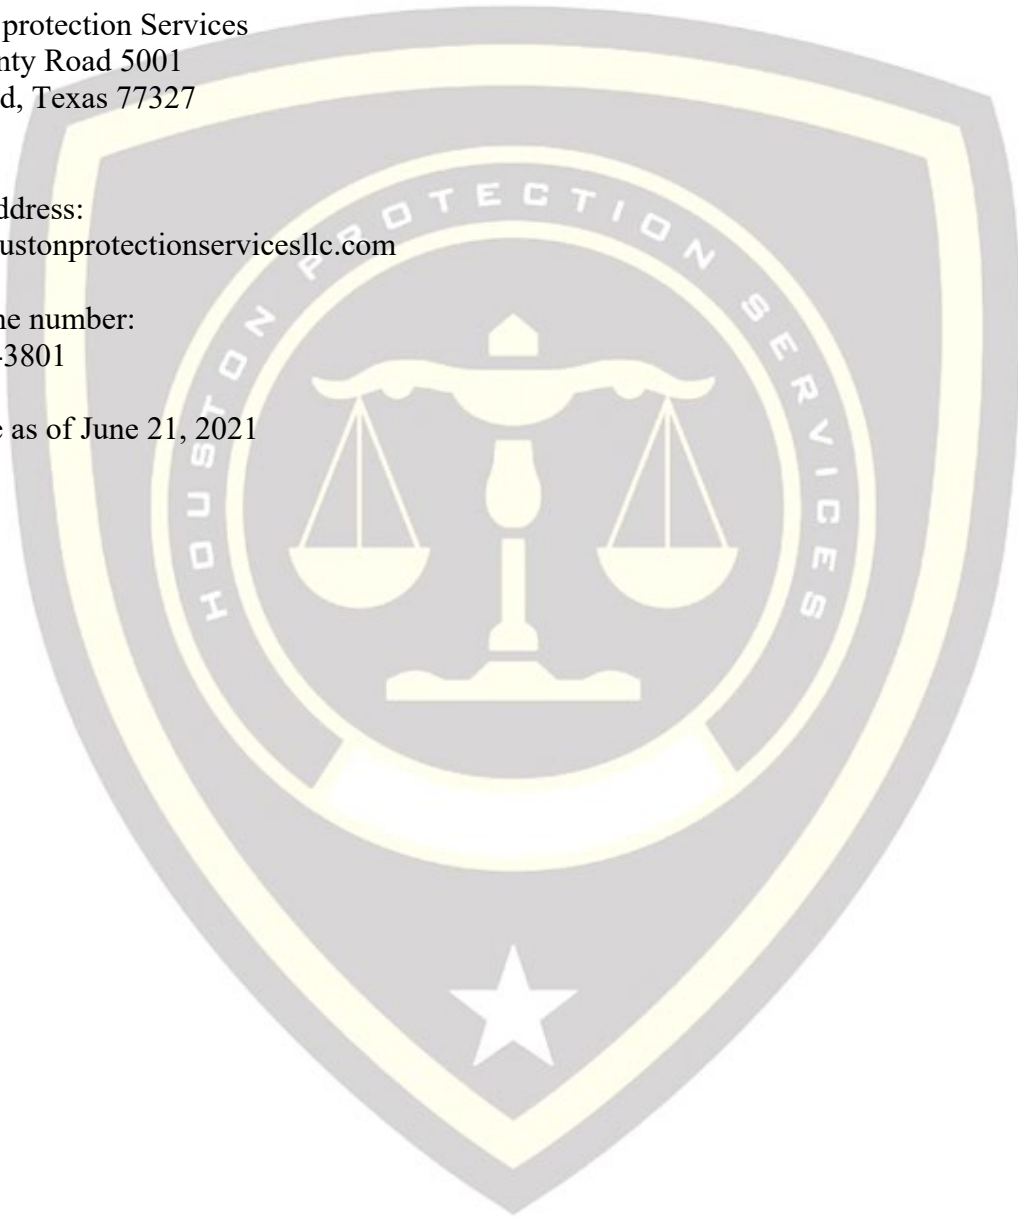 protection Services
nty Road 5001
d, Texas 77327
ddress:
ustonprotectionservicesllc.com
ne number:
-3801
e as of June 21, 2021
HOUSTON PROTECTION SERVICES